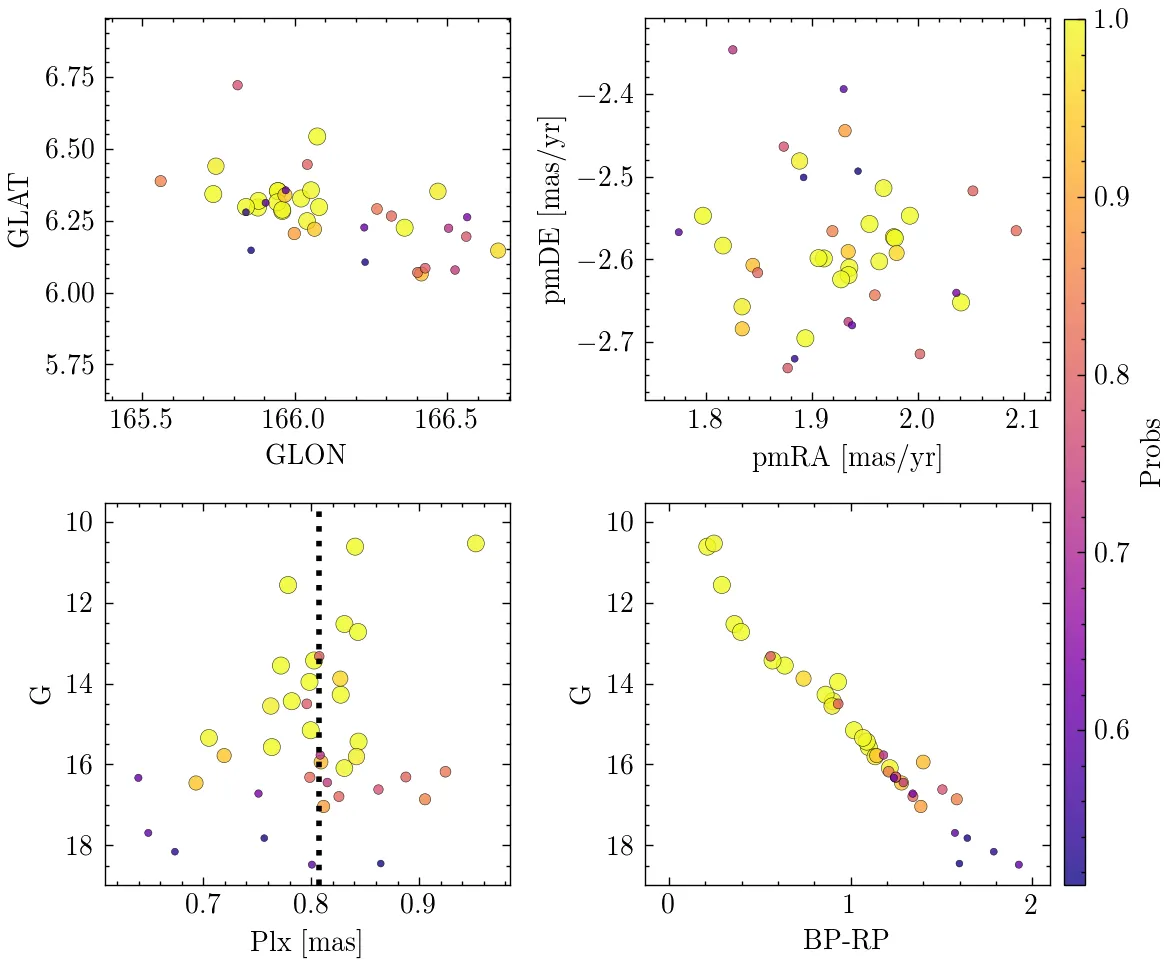 6.75
6.50
6.25
6.00
5.75
GLAT
165.5 166.0 166.5
GLON
−2.4
−2.5
−2.6
−2.7
pmDE [mas/yr]
1.8 1.9 2.0 2.1
pmRA [mas/yr]
1.0
0.9
0.8
0.7
0.6
Probs
10
12
14
16
18
G
0.7 0.8 0.9
Plx [mas]
10
12
14
16
18
G
0 1 2
BP-RP